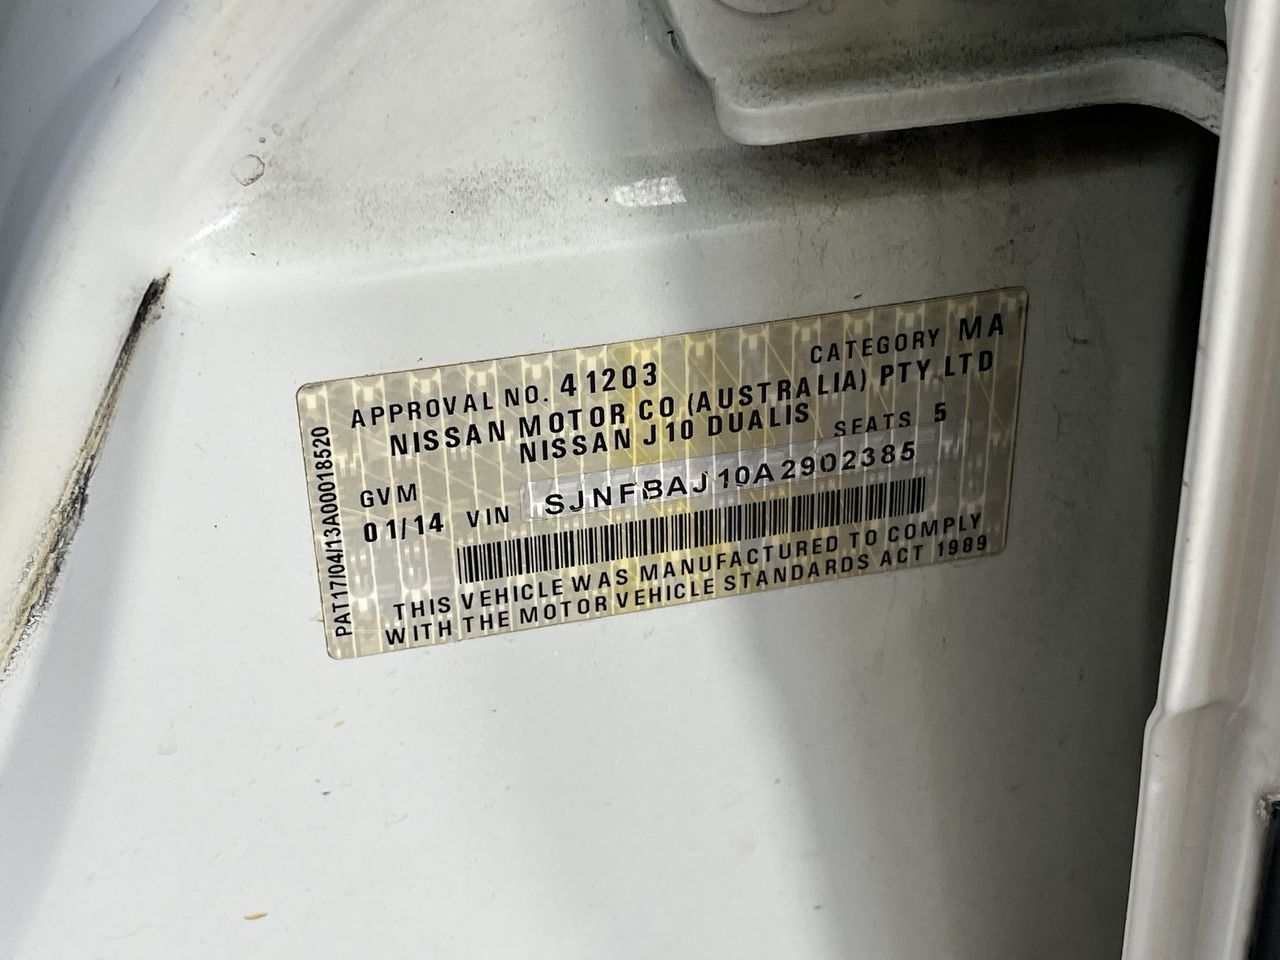 APPROVAL NO. 41203 CATEGORY MA
NISSAN MOTOR CO (AUSTRALIA) PTY LTD
NISSAN J10 DUALIS SEATS 5
GVM
01/14 VIN SJNFBAJ10A2902385
THIS VEHICLE WAS MANUFACTURED TO COMPLY
WITH THE MOTOR VEHICLE STANDARDS ACT 1989
PAT17/04/13A00018520